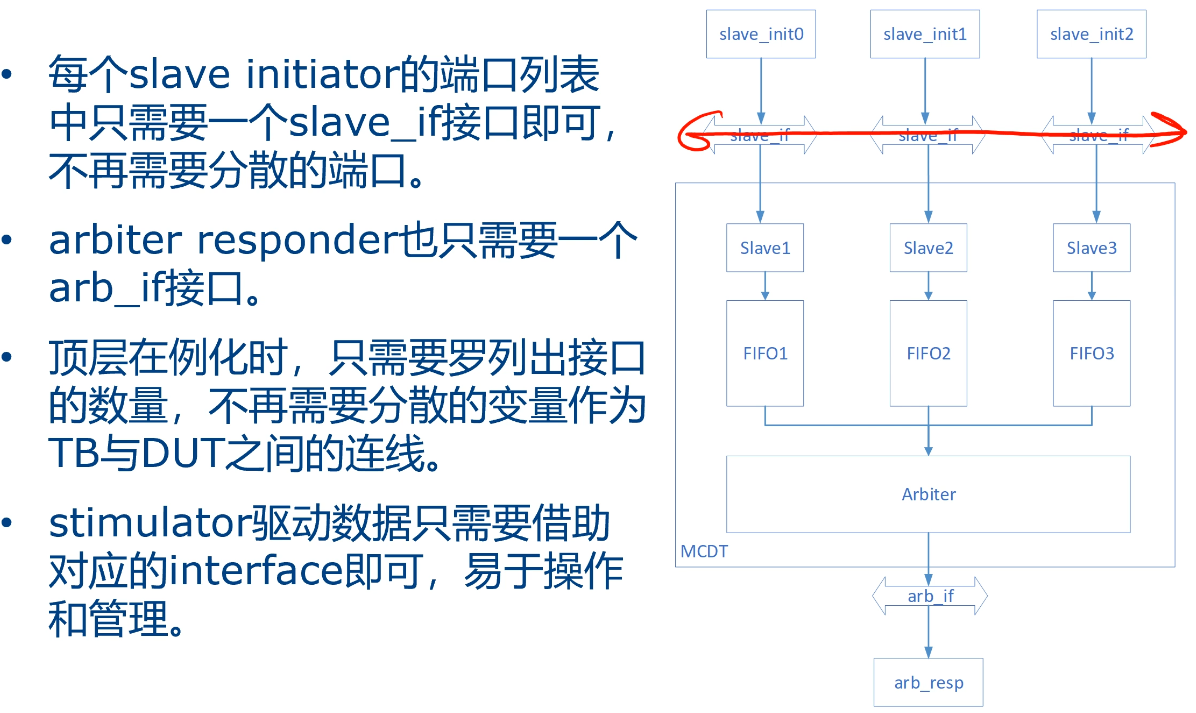 • 每个slave initiator的端口列表
中只需要一个slave_if接口即可，
不再需要分散的端口。
• arbiter responder也只需要一个
arb_if接口。
• 顶层在例化时，只需要罗列出接口
的数量，不再需要分散的变量作为
TB与DUT之间的连线。
• stimulator驱动数据只需要借助
对应的interface即可，易于操作
和管理。
slave_init0 slave_init1 slave_init2
slave_if slave_if slave_if
Slave1 Slave2 Slave3
FIFO1 FIFO2 FIFO3
Arbiter
MCDT
arb_if
arb_resp